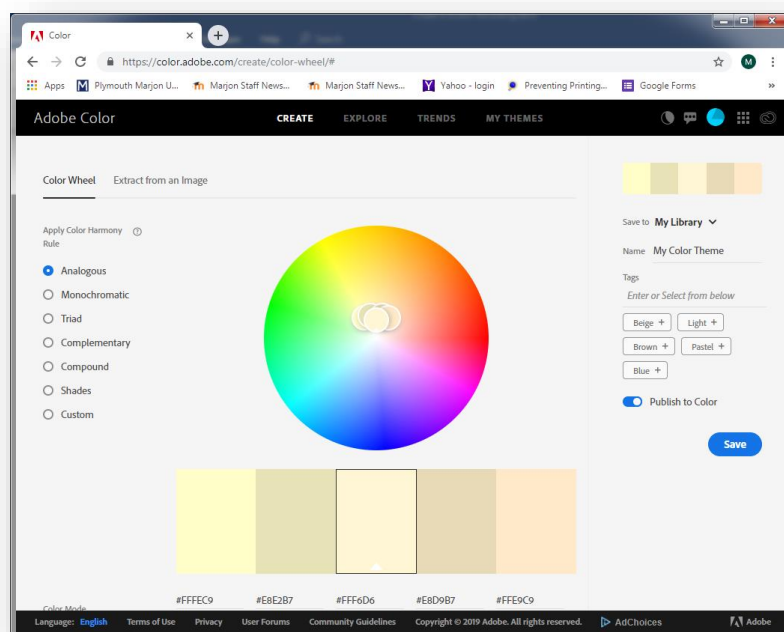 Color
https://color.adobe.com/create/color-wheel/#
M
Apps M Plymouth Marjon U... m Marjon Staff News... m Marjon Staff News... Y Yahoo - login Preventing Printing... Google Forms »
Adobe Color CREATE EXPLORE TRENDS MY THEMES
Color Wheel Extract from an Image
Apply Color Harmony ?
Rule
Analogous
Monochromatic
Triad
Complementary
Compound
Shades
Custom
Save to My Library
Name My Color Theme
Tags
Enter or Select from below
Beige + Light +
Brown + Pastel +
Blue +
Publish to Color
Save
#FFFEC9 #E8E2B7 #FFF6D6 #E8D9B7 #FFE9C9
Color Mode
Language: English Terms of Use Privacy User Forums Community Guidelines Copyright © 2019 Adobe. All rights reserved. AdChoices Adobe